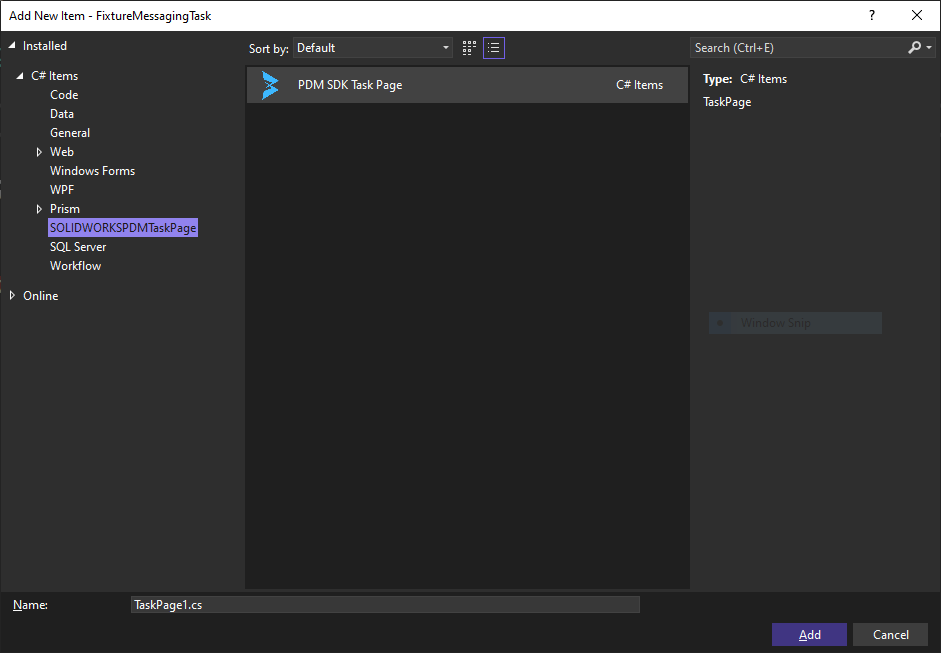 Add New Item - FixtureMessagingTask
?
Installed
C# Items
Code
Data
General
Web
Windows Forms
WPF
Prism
SOLIDWORKSPDMTaskPage
SQL Server
Workflow
Online
Sort by: Default
PDM SDK Task Page C# Items
Search (Ctrl+E)
Type: C# Items
TaskPage
Window Snip
Name: TaskPage1.cs
Add Cancel